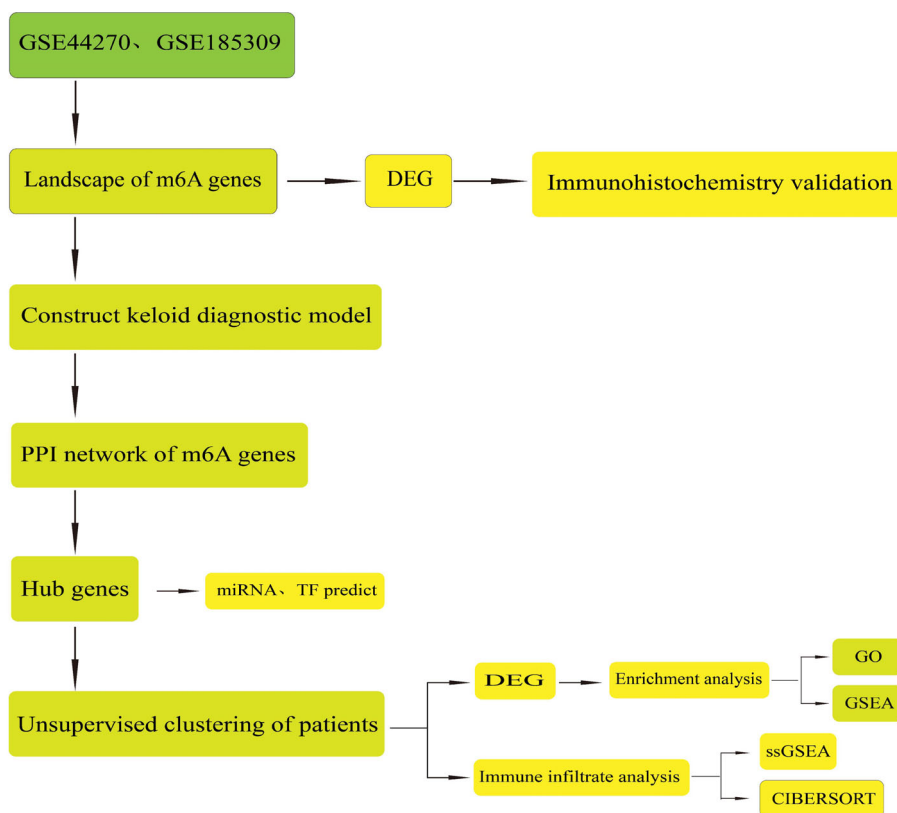 GSE44270、GSE185309
Landscape of m6A genes
DEG
Immunohistochemistry validation
Construct keloid diagnostic model
PPI network of m6A genes
Hub genes
miRNA、TF predict
Unsupervised clustering of patients
DEG
Enrichment analysis
GO
GSEA
Immune infiltrate analysis
ssGSEA
CIBERSORT